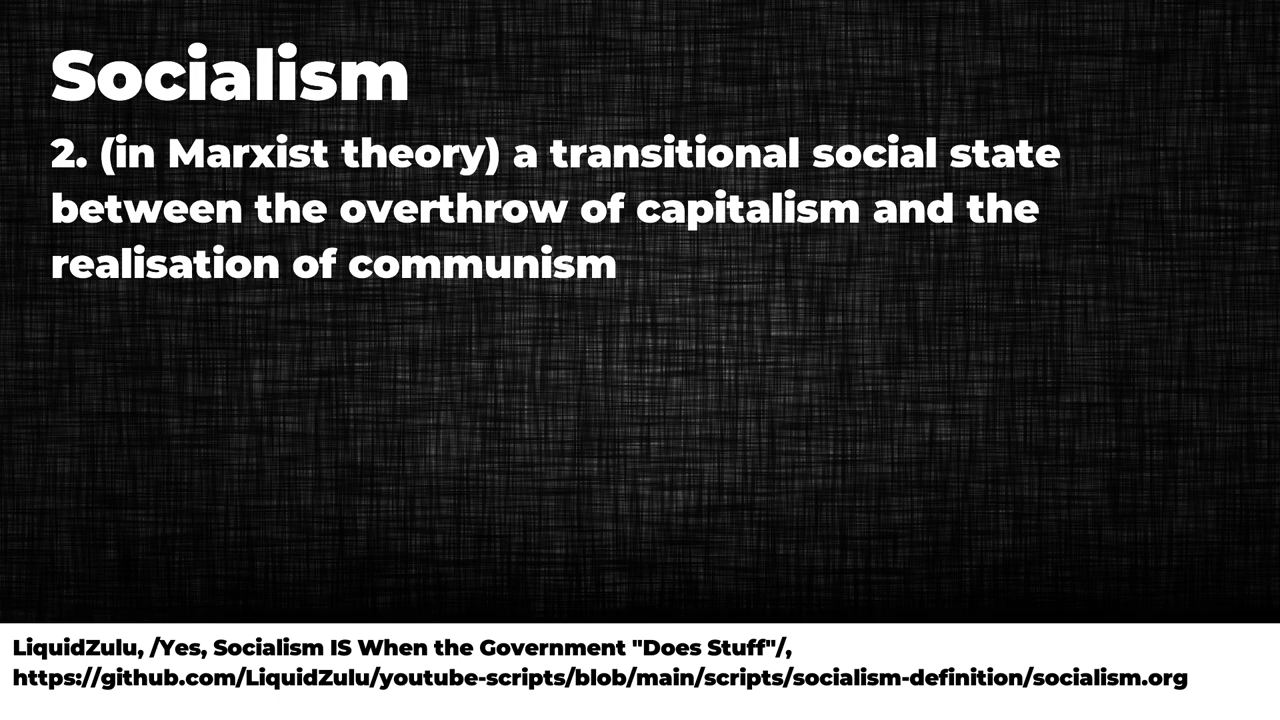 Socialism
2. (in Marxist theory) a transitional social state
between the overthrow of capitalism and the
realisation of communism
LiquidZulu, /Yes, Socialism IS When the Government "Does Stuff"/,
https://github.com/LiquidZulu/youtube-scripts/blob/main/scripts/socialism-definition/socialism.org